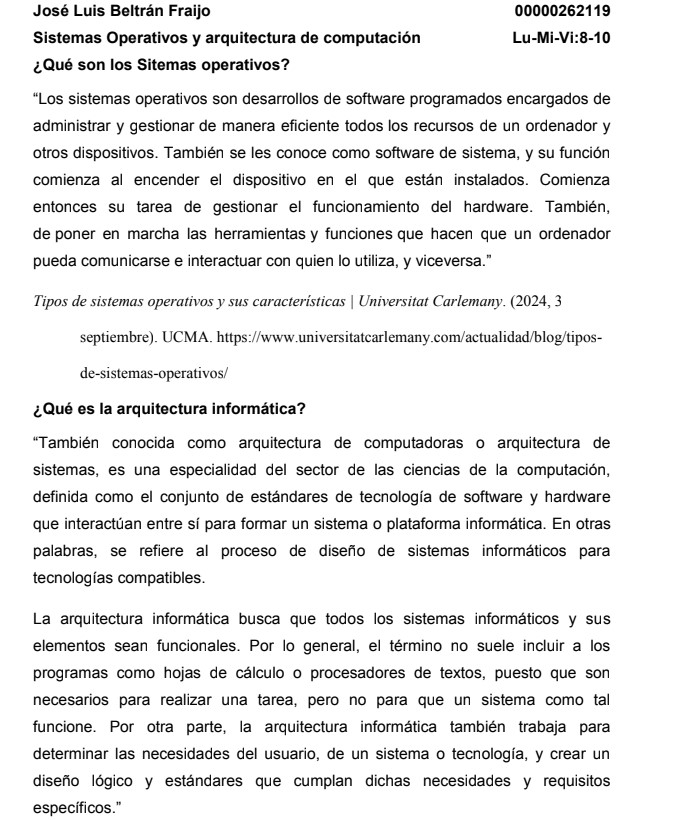 José Luis Beltrán Fraijo 00000262119
Sistemas Operativos y arquitectura de computación Lu-Mi-Vi:8-10
¿Qué son los Sitemas operativos?
“Los sistemas operativos son desarrollos de software programados encargados de
administrar y gestionar de manera eficiente todos los recursos de un ordenador y
otros dispositivos. También se les conoce como software de sistema, y su función
comienza al encender el dispositivo en el que están instalados. Comienza
entonces su tarea de gestionar el funcionamiento del hardware. También,
de poner en marcha las herramientas y funciones que hacen que un ordenador
pueda comunicarse e interactuar con quien lo utiliza, y viceversa.”
Tipos de sistemas operativos y sus características | Universitat Carlemany. (2024, 3
septiembre). UCMA. https://www.universitatcarlemany.com/actualidad/blog/tipos-
de-sistemas-operativos/
¿Qué es la arquitectura informática?
“También conocida como arquitectura de computadoras o arquitectura de
sistemas, es una especialidad del sector de las ciencias de la computación,
definida como el conjunto de estándares de tecnología de software y hardware
que interactúan entre sí para formar un sistema o plataforma informática. En otras
palabras, se refiere al proceso de diseño de sistemas informáticos para
tecnologías compatibles.
La arquitectura informática busca que todos los sistemas informáticos y sus
elementos sean funcionales. Por lo general, el término no suele incluir a los
programas como hojas de cálculo o procesadores de textos, puesto que son
necesarios para realizar una tarea, pero no para que un sistema como tal
funcione. Por otra parte, la arquitectura informática también trabaja para
determinar las necesidades del usuario, de un sistema o tecnología, y crear un
diseño lógico y estándares que cumplan dichas necesidades y requisitos
específicos.”